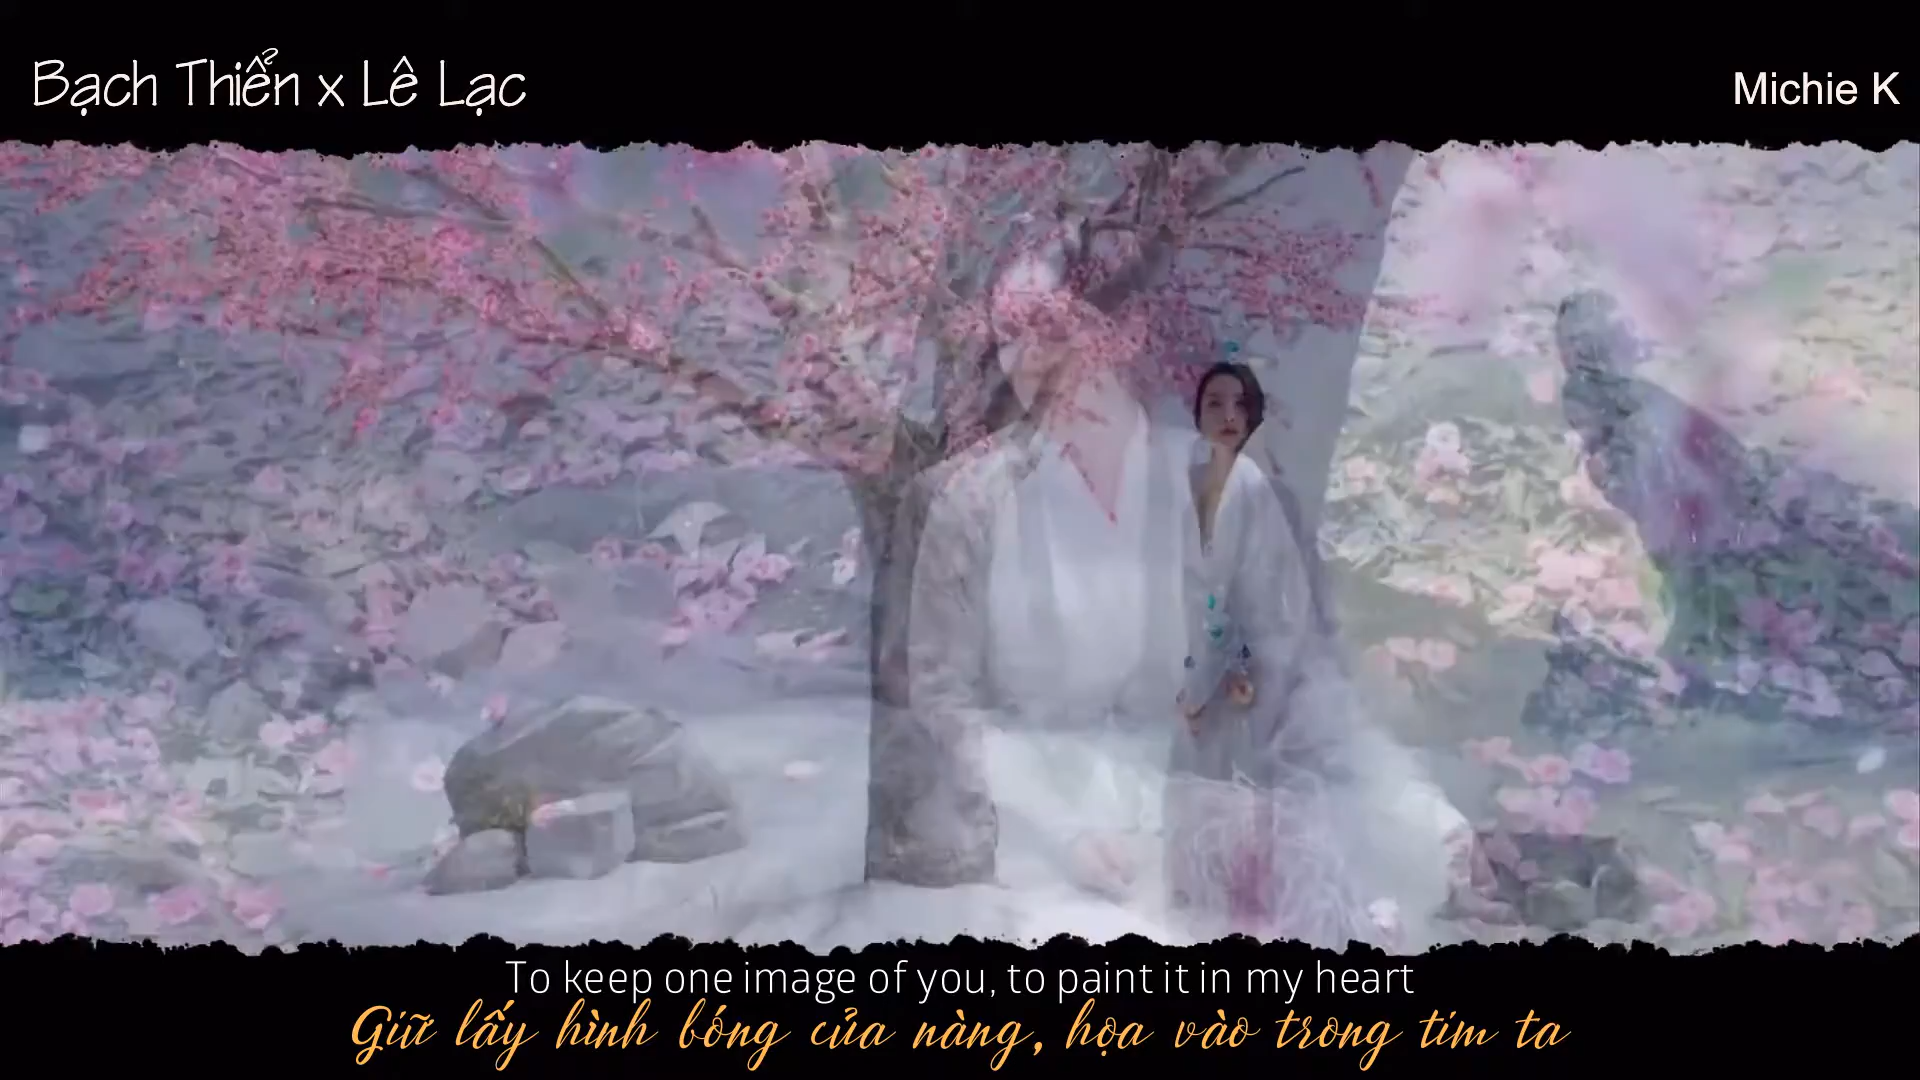 Bạch Thiển x Lê Lạc
Michie K
To keep one image of you, to paint it in my heart
Giữ lấy hình bóng của nàng, họa vào trong tim ta